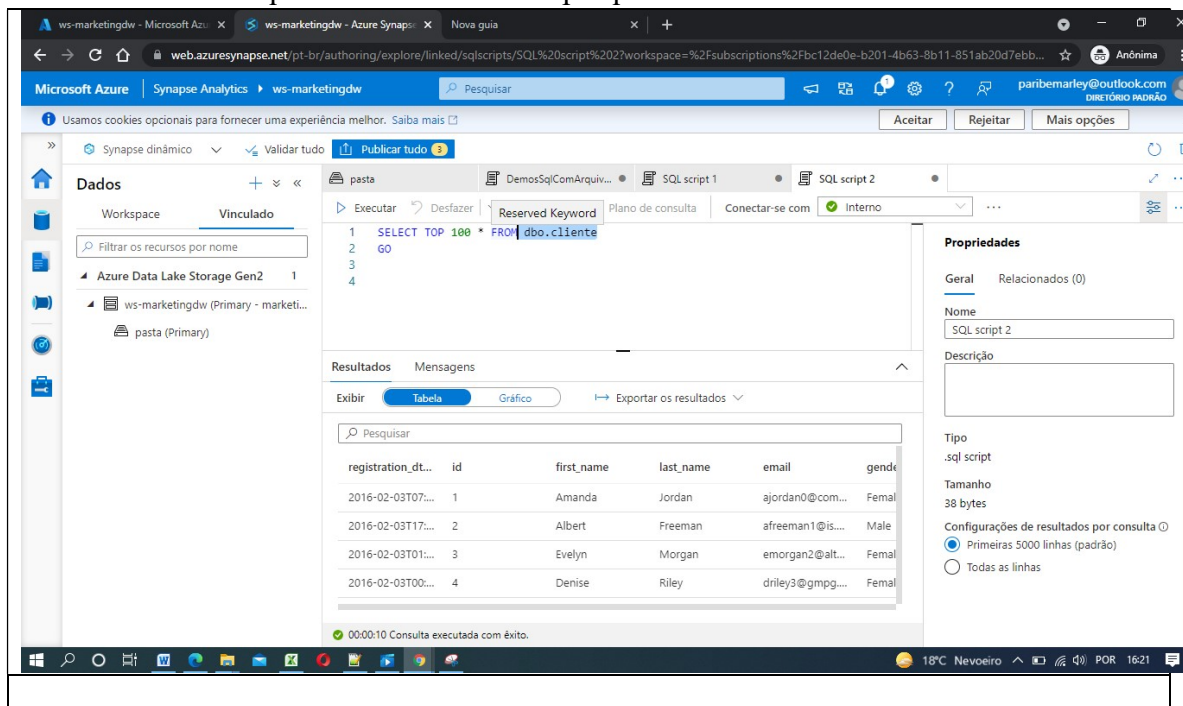 ws-marketingdw - Microsoft Azu
ws-marketingdw - Azure Synapse
Nova guia
web.azuresynapse.net/pt-br/authoring/explore/linked/sqlscripts/SQL%20script%202?workspace=%2Fsubscriptions%2Fbc12de0e-b201-4b63-8b11-851ab20d7ebb...
Anônima
Microsoft Azure
Synapse Analytics
ws-marketingdw
Pesquisar
1
paribemarley@outlook.com
DIRETÓRIO PADRÃO
Usamos cookies opcionais para fornecer uma experiência melhor. Saiba mais
Aceitar
Rejeitar
Mais opções
Synapse dinâmico
Validar tudo
Publicar tudo 3
Dados
Workspace
Vinculado
Filtrar os recursos por nome
Azure Data Lake Storage Gen2 1
ws-marketingdw (Primary - marketi...
pasta (Primary)
pasta
DemosSqlComArquiv...
SQL script 1
SQL script 2
Executar
Desfazer
Reserved Keyword
Plano de consulta
Conectar-se com
Interno
1 SELECT TOP 100 * FROM dbo.cliente
2 GO
3
4
Resultados
Mensagens
Exibir
Tabela
Gráfico
Exportar os resultados
Pesquisar
registration_dt... id first_name last_name email gende
2016-02-03T07:... 1 Amanda Jordan ajordan0@com... Femal
2016-02-03T17:... 2 Albert Freeman afreeman1@is.... Male
2016-02-03T01:... 3 Evelyn Morgan emorgan2@alt... Femal
2016-02-03T00:... 4 Denise Riley driley3@gmpg.... Femal
00:00:10 Consulta executada com êxito.
Propriedades
Geral
Relacionados (0)
Nome
SQL script 2
Descrição
Tipo
.sql script
Tamanho
38 bytes
Configurações de resultados por consulta
Primeiras 5000 linhas (padrão)
Todas as linhas
18°C Nevoeiro
POR
16:21